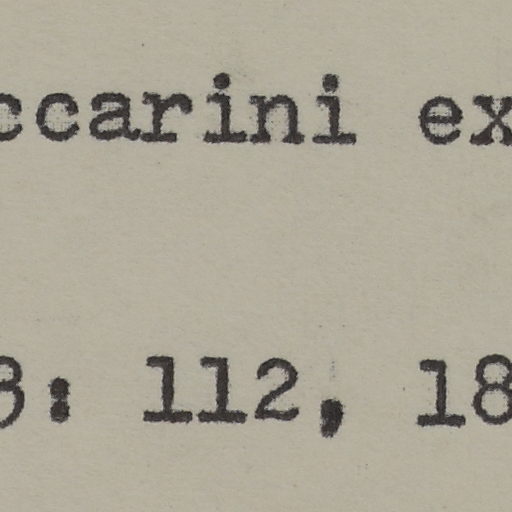 ccarini ex
3: 112, 18